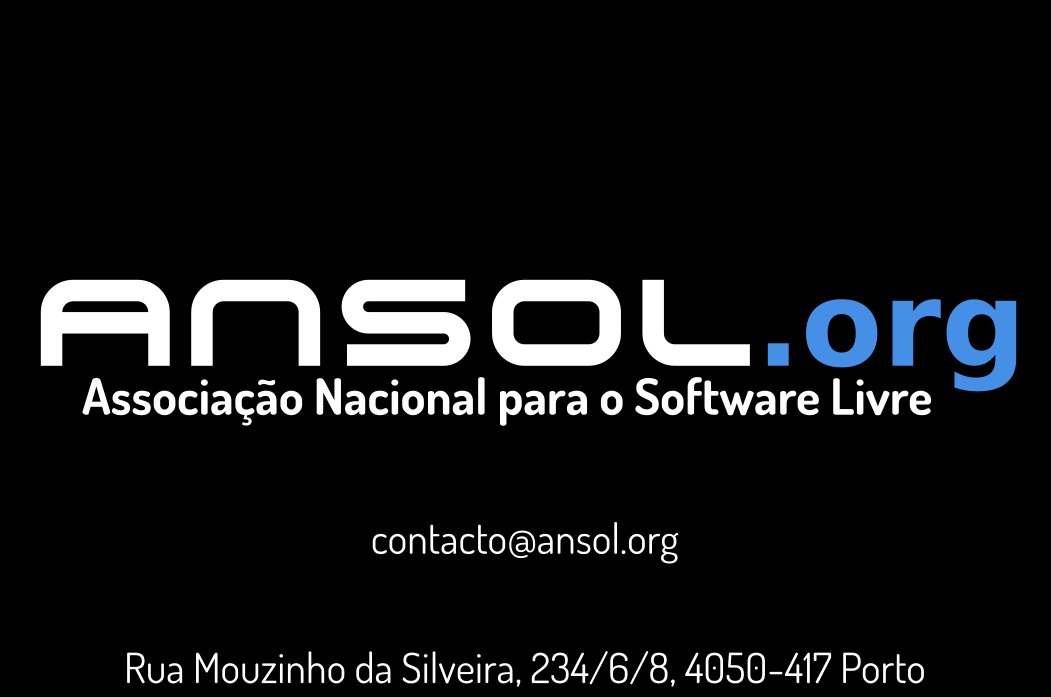 ANSOL.org
Associação Nacional para o Software Livre
contacto@ansol.org
Rua Mouzinho da Silveira, 234/6/8, 4050-417 Porto